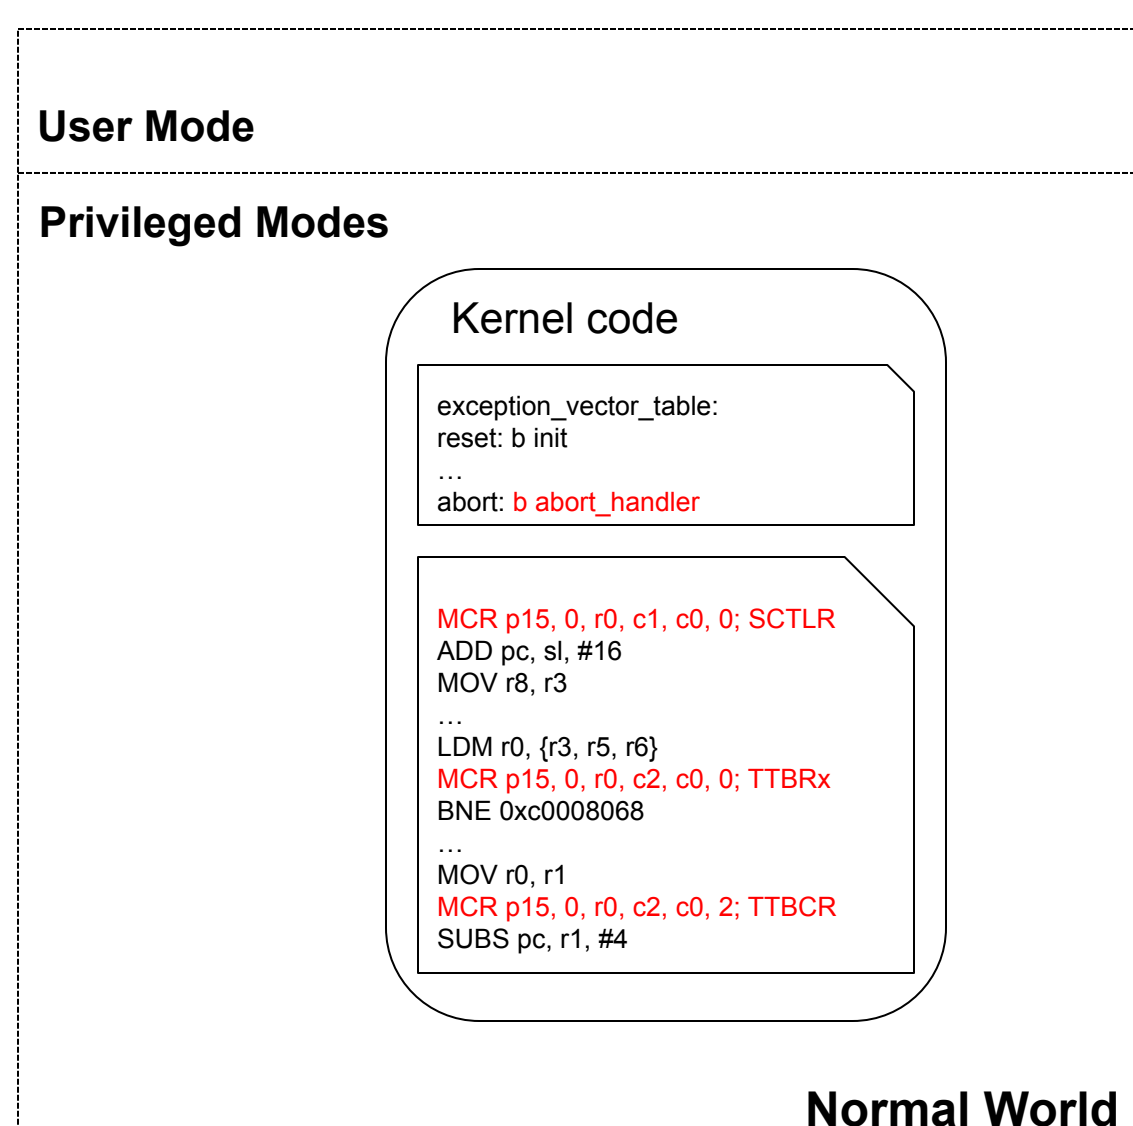 User Mode
Privileged Modes
Kernel code
exception_vector_table:
reset: b init
…
abort: b abort_handler
MCR p15, 0, r0, c1, c0, 0; SCTLR
ADD pc, sl, #16
MOV r8, r3
…
LDM r0, {r3, r5, r6}
MCR p15, 0, r0, c2, c0, 0; TTBRx
BNE 0xc0008068
…
MOV r0, r1
MCR p15, 0, r0, c2, c0, 2; TTBCR
SUBS pc, r1, #4
Normal World